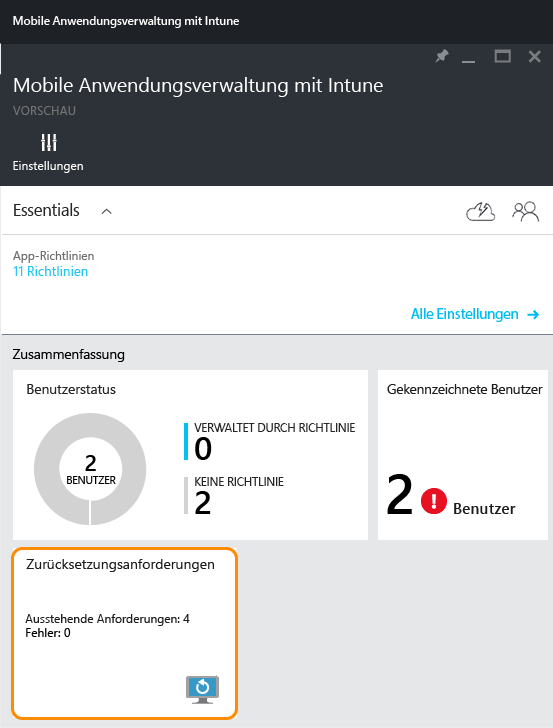 Mobile Anwendungsverwaltung mit Intune
Mobile Anwendungsverwaltung mit Intune
VORSCHAU
Einstellungen
Essentials
App-Richtlinien
11 Richtlinien
Alle Einstellungen →
Zusammenfassung
Benutzerstatus
2
BENUTZER
VERWALTET DURCH RICHTLINIE
0
KEINE RICHTLINIE
2
Gekennzeichnete Benutzer
2 ! Benutzer
Zurücksetzungsanforderungen
Ausstehende Anforderungen: 4
Fehler: 0